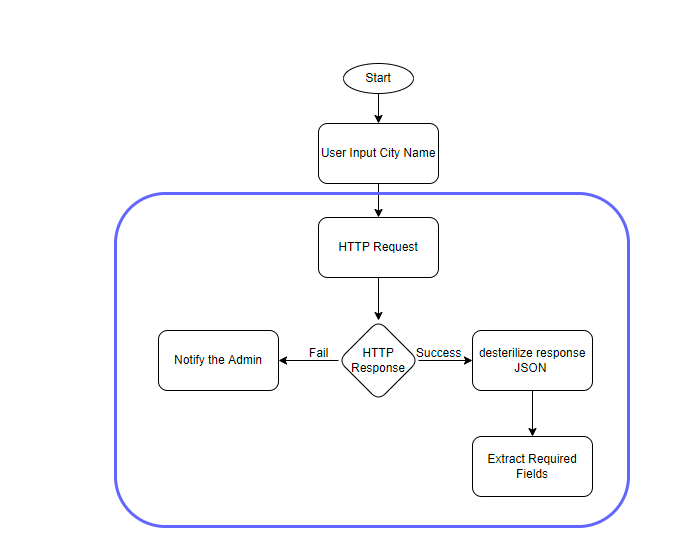 Start
User Input City Name
HTTP Request
Notify the Admin
Fail
HTTP
Response
Success
desterilize response
JSON
Extract Required
Fields